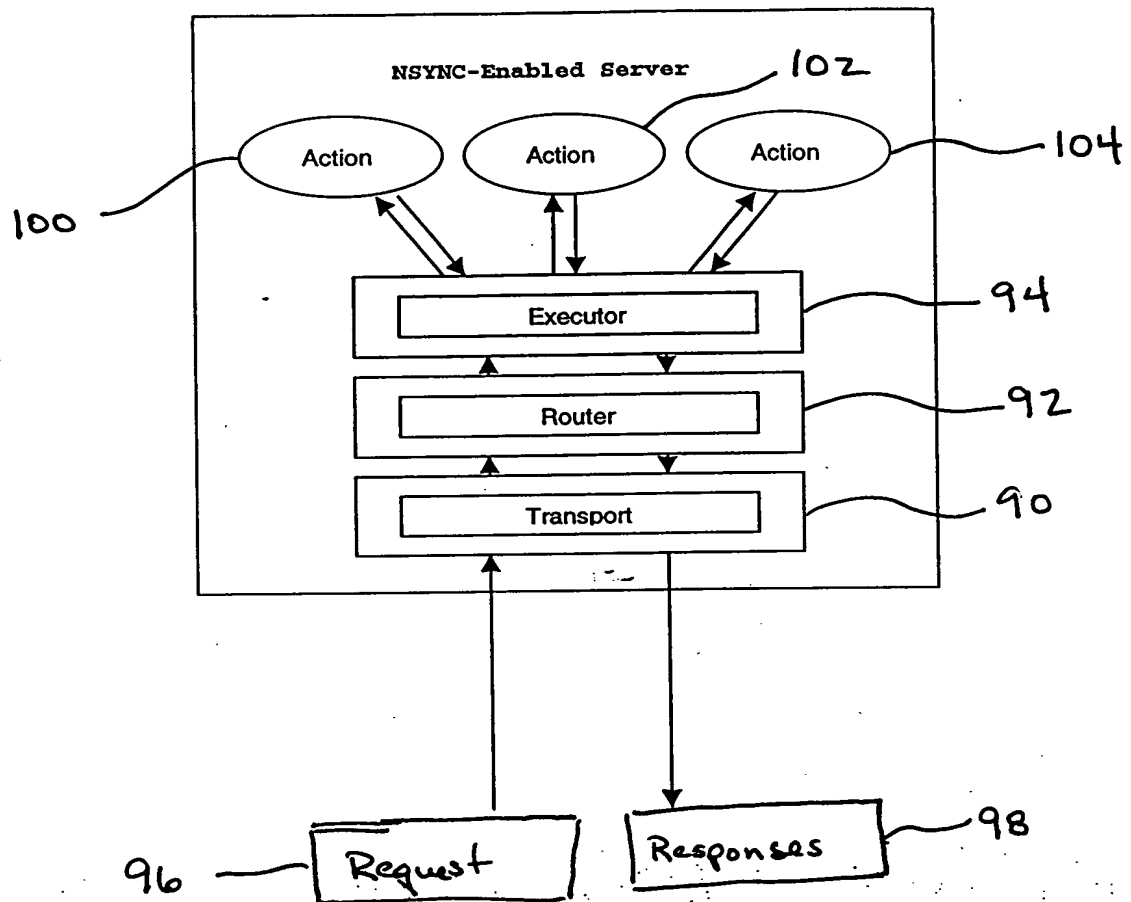 NSYNC-Enabled Server
102
Action
Action
Action
104
100
Executor
94
Router
92
Transport
90
Request
Responses
98
96